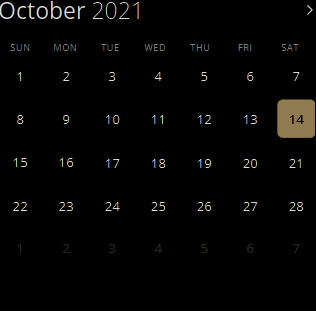 October 2021 >
SUN MON TUE WED THU FRI SAT
1 2 3 4 5 6 7
8 9 10 11 12 13 14
15 16 17 18 19 20 21
22 23 24 25 26 27 28
1 2 3 4 5 6 7